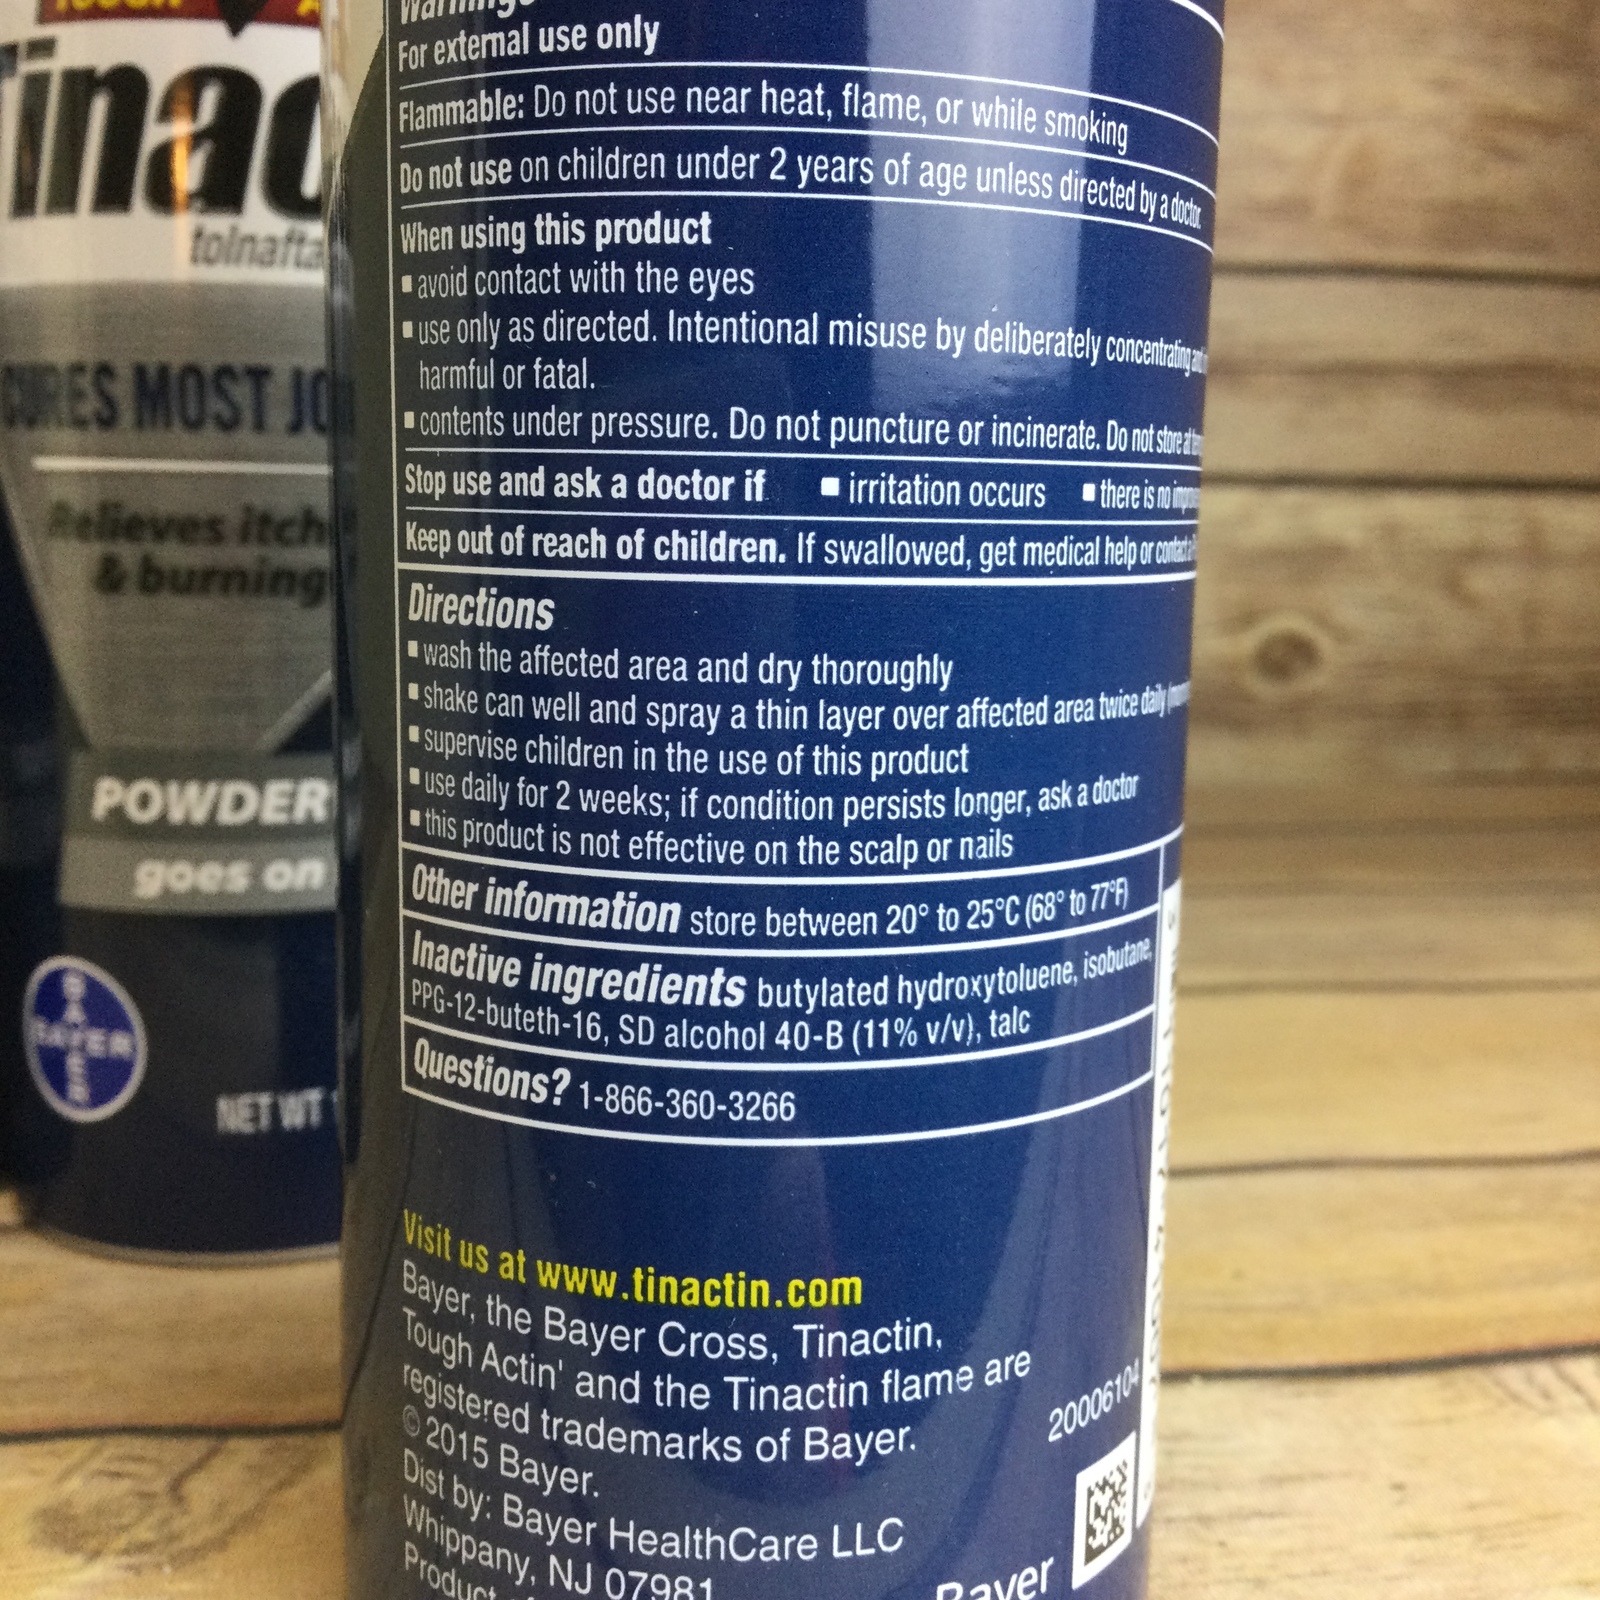 Tinac
tolnafta
CURES MOST JO
Relieves itch
& burning
POWDER
goes on
BAYER
BAYER
NET WT
Warnings
For external use only
Flammable: Do not use near heat, flame, or while smoking
Do not use on children under 2 years of age unless directed by a doctor.
When using this product
▪ avoid contact with the eyes
▪ use only as directed. Intentional misuse by deliberately concentrating and
harmful or fatal.
▪ contents under pressure. Do not puncture or incinerate. Do not store at
Stop use and ask a doctor if ▪ irritation occurs ▪ there is no
Keep out of reach of children. If swallowed, get medical help or contact a
Directions
▪ wash the affected area and dry thoroughly
▪ shake can well and spray a thin layer over affected area twice daily
▪ supervise children in the use of this product
▪ use daily for 2 weeks; if condition persists longer, ask a doctor
▪ this product is not effective on the scalp or nails
Other information store between 20° to 25°C (68° to 77°F)
Inactive ingredients butylated hydroxytoluene, isobutane,
PPG-12-buteth-16, SD alcohol 40-B (11% v/v), talc
Questions? 1-866-360-3266
Visit us at www.tinactin.com
Bayer, the Bayer Cross, Tinactin,
Tough Actin' and the Tinactin flame are
registered trademarks of Bayer.
© 2015 Bayer.
Dist by: Bayer HealthCare LLC
Whippany, NJ 07981
Product of
20006104
Bayer